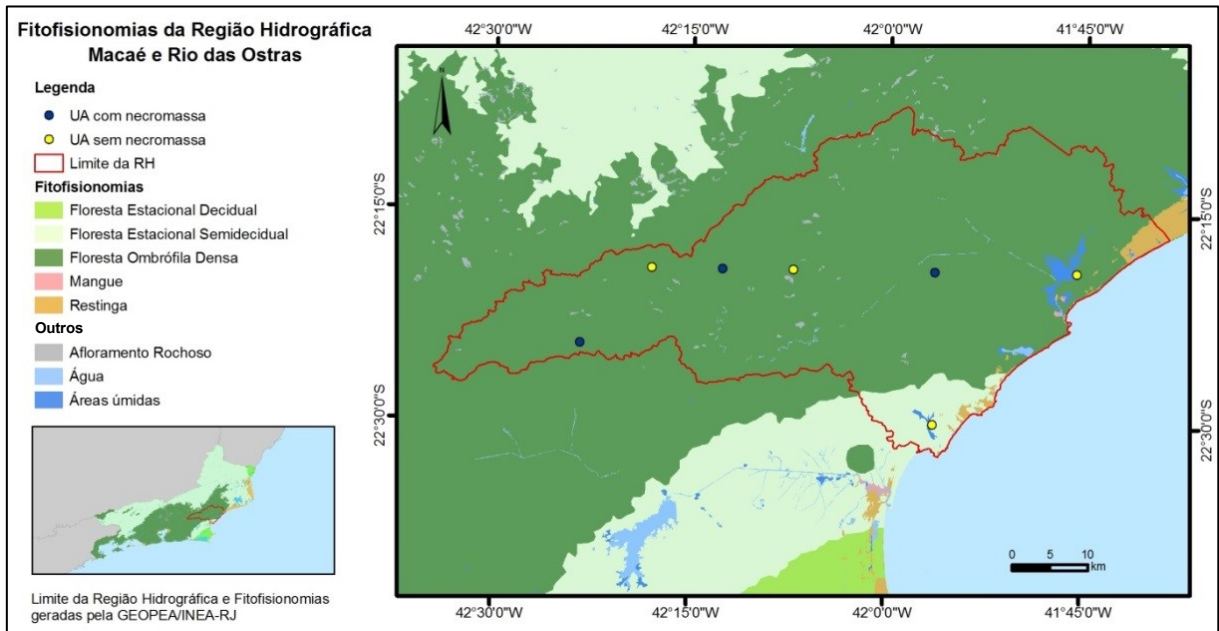 Fitofisionomias da Região Hidrográfica
Macaé e Rio das Ostras
Legenda
UA com necromassa
UA sem necromassa
Limite da RH
Fitofisionomias
Floresta Estacional Decidual
Floresta Estacional Semidecidual
Floresta Ombrófila Densa
Mangue
Restinga
Outros
Afloramento Rochoso
Água
Áreas úmidas
Limite da Região Hidrográfica e Fitofisionomias
geradas pela GEOPEA/INEA-RJ
42°30'0"W 42°15'0"W 42°0'0"W 41°45'0"W
N
22°15'0"S 22°15'0"S
22°30'0"S 22°30'0"S
0 5 10
km
42°30'0"W 42°15'0"W 42°0'0"W 41°45'0"W